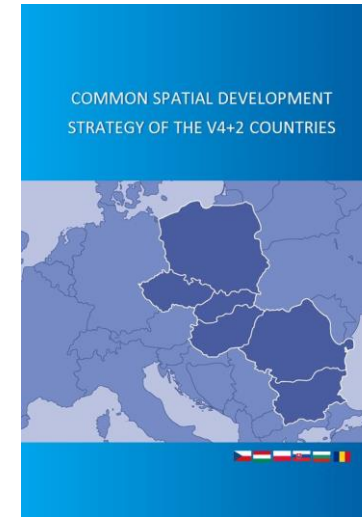 COMMON SPATIAL DEVELOPMENT
STRATEGY OF THE V4+2 COUNTRIES